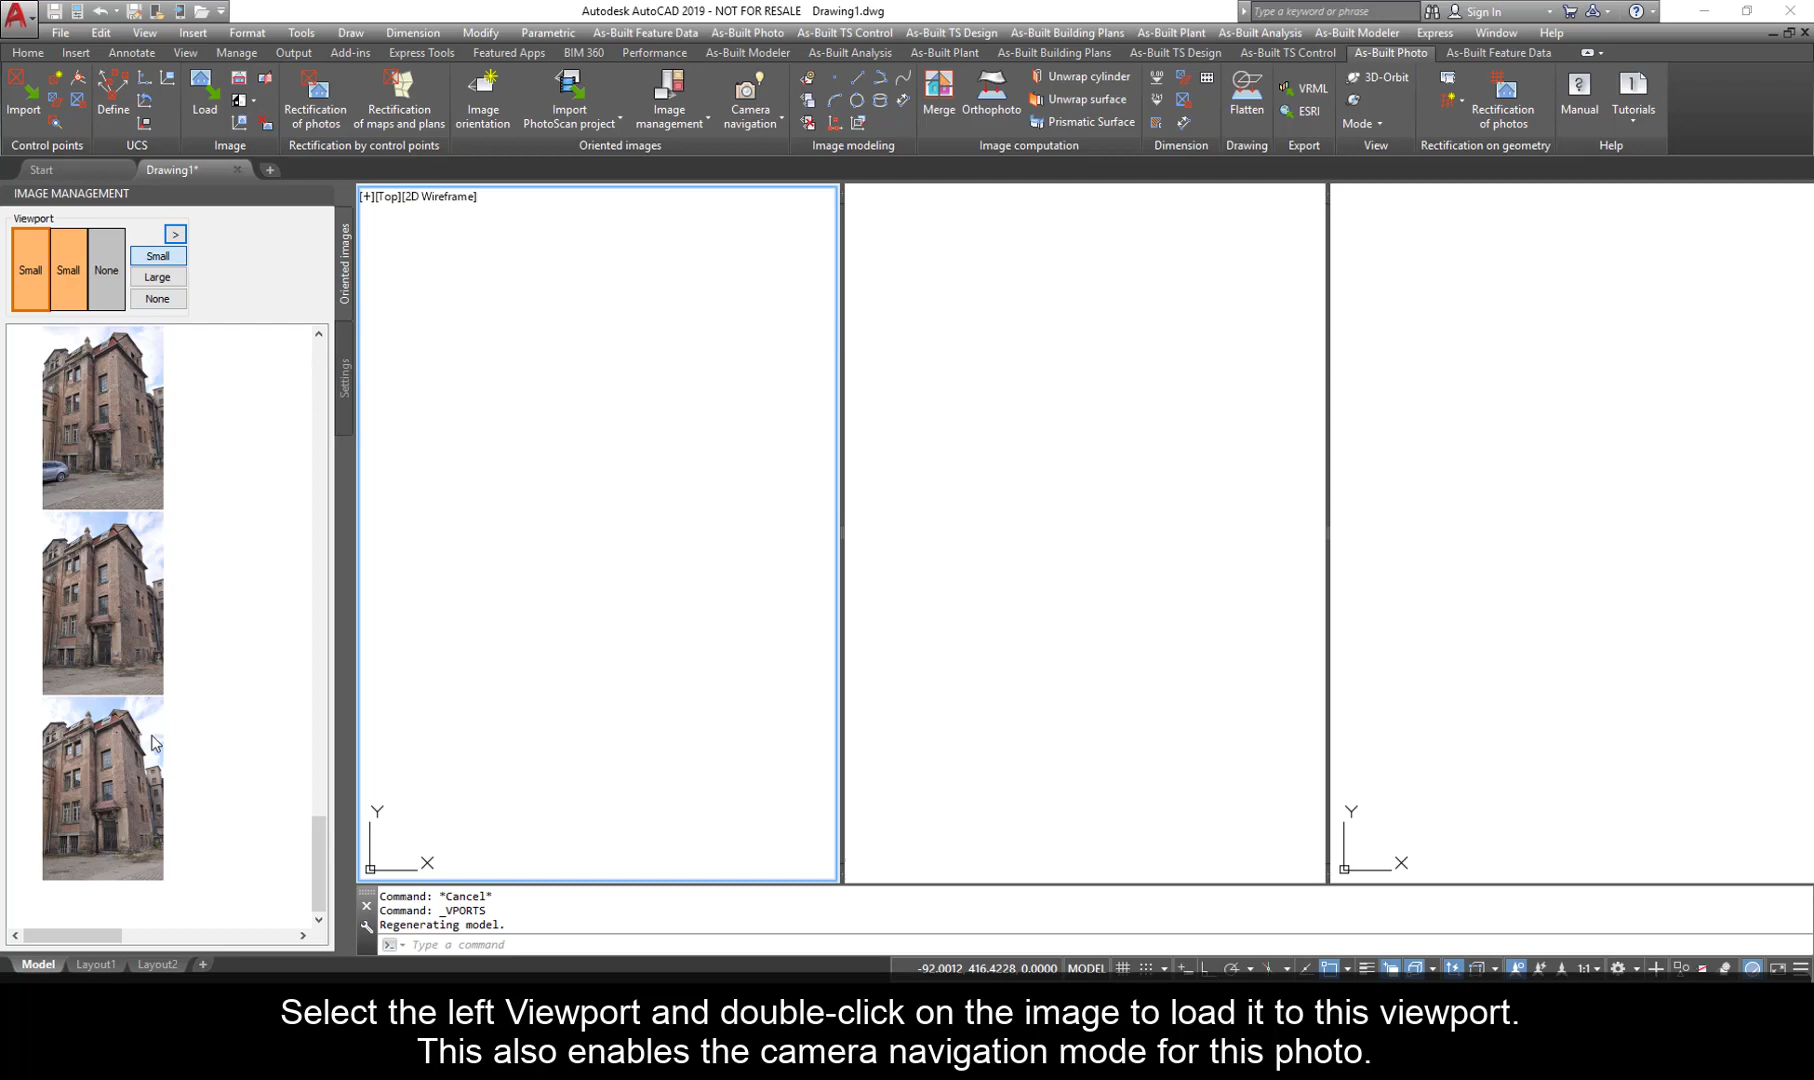 Autodesk AutoCAD 2019 - NOT FOR RESALE Drawing1.dwg
Type a keyword or phrase
Sign In
File Edit View Insert Format Tools Draw Dimension Modify Parametric As-Built Feature Data As-Built Photo As-Built TS Control As-Built TS Design As-Built Building Plans As-Built Plant As-Built Analysis As-Built Modeler Express Window Help
Home Insert Annotate View Manage Output Add-ins Express Tools Featured Apps BIM 360 Performance As-Built Modeler As-Built Analysis As-Built Plant As-Built Building Plans As-Built TS Design As-Built TS Control As-Built Photo As-Built Feature Data
Import
Define
Load
Rectification of photos
Rectification of maps and plans
Image orientation
Import PhotoScan project
Image management
Camera navigation
Merge
Orthophoto
Unwrap cylinder
Unwrap surface
Prismatic Surface
Flatten
VRML
ESRI
3D-Orbit
Mode
Rectification of photos
Manual
Tutorials
Control points UCS Image Rectification by control points Oriented images Image modeling Image computation Dimension Drawing Export View Rectification on geometry Help
Start Drawing1*
IMAGE MANAGEMENT
Viewport
Small Small None
>
Small
Large
None
Oriented images
Settings
[+][Top][2D Wireframe]
Y
X
Y
X
Command: *Cancel*
Command: _VPORTS
Regenerating model.
Type a command
Model Layout1 Layout2
-92.0012, 416.4228, 0.0000 MODEL 1:1
Select the left Viewport and double-click on the image to load it to this viewport.
This also enables the camera navigation mode for this photo.